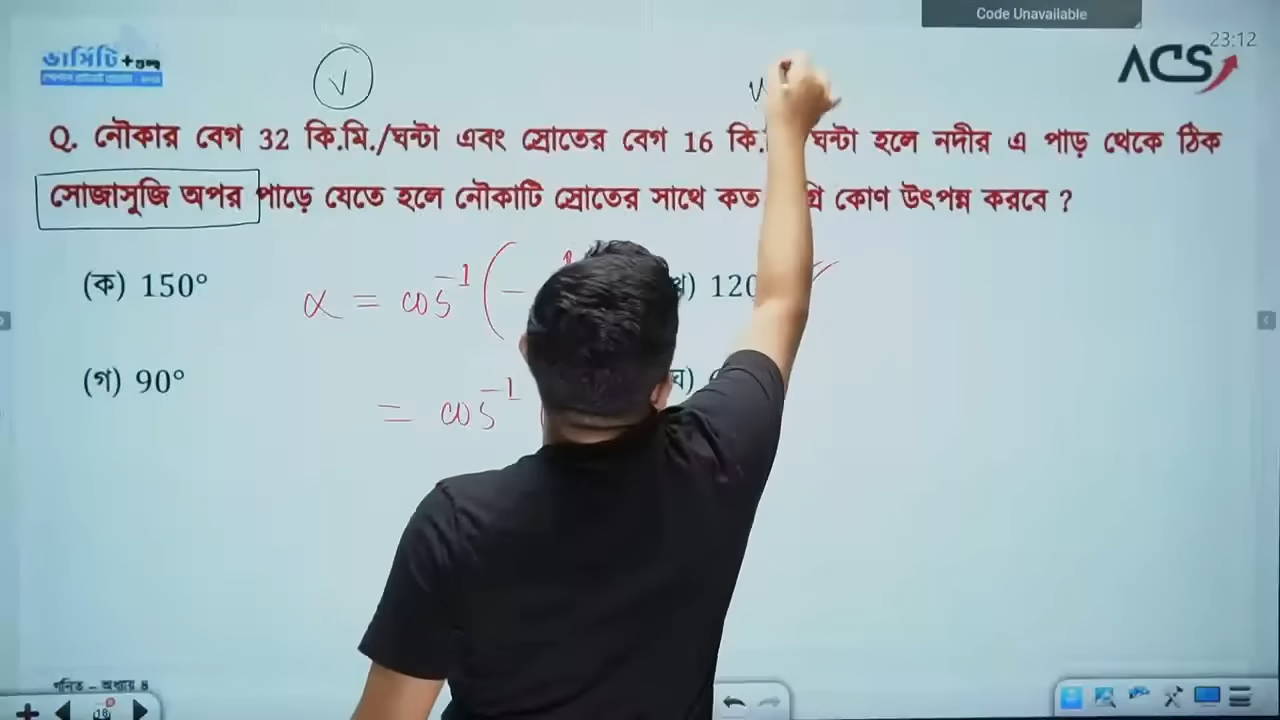 Code Unavailable
23:12
ভার্সিটি +
ACS
v
Q. নৌকার বেগ 32 কি.মি./ঘন্টা এবং স্রোতের বেগ 16 কি. ঘন্টা হলে নদীর এ পাড় থেকে ঠিক
সোজাসুজি অপর পাড়ে যেতে হলে নৌকাটি স্রোতের সাথে কত কোণ উৎপন্ন করবে ?
(ক) 150°
α = cos⁻¹ (−
120
(গ) 90°
= cos⁻¹
গনিত – অধ্যায় ৪